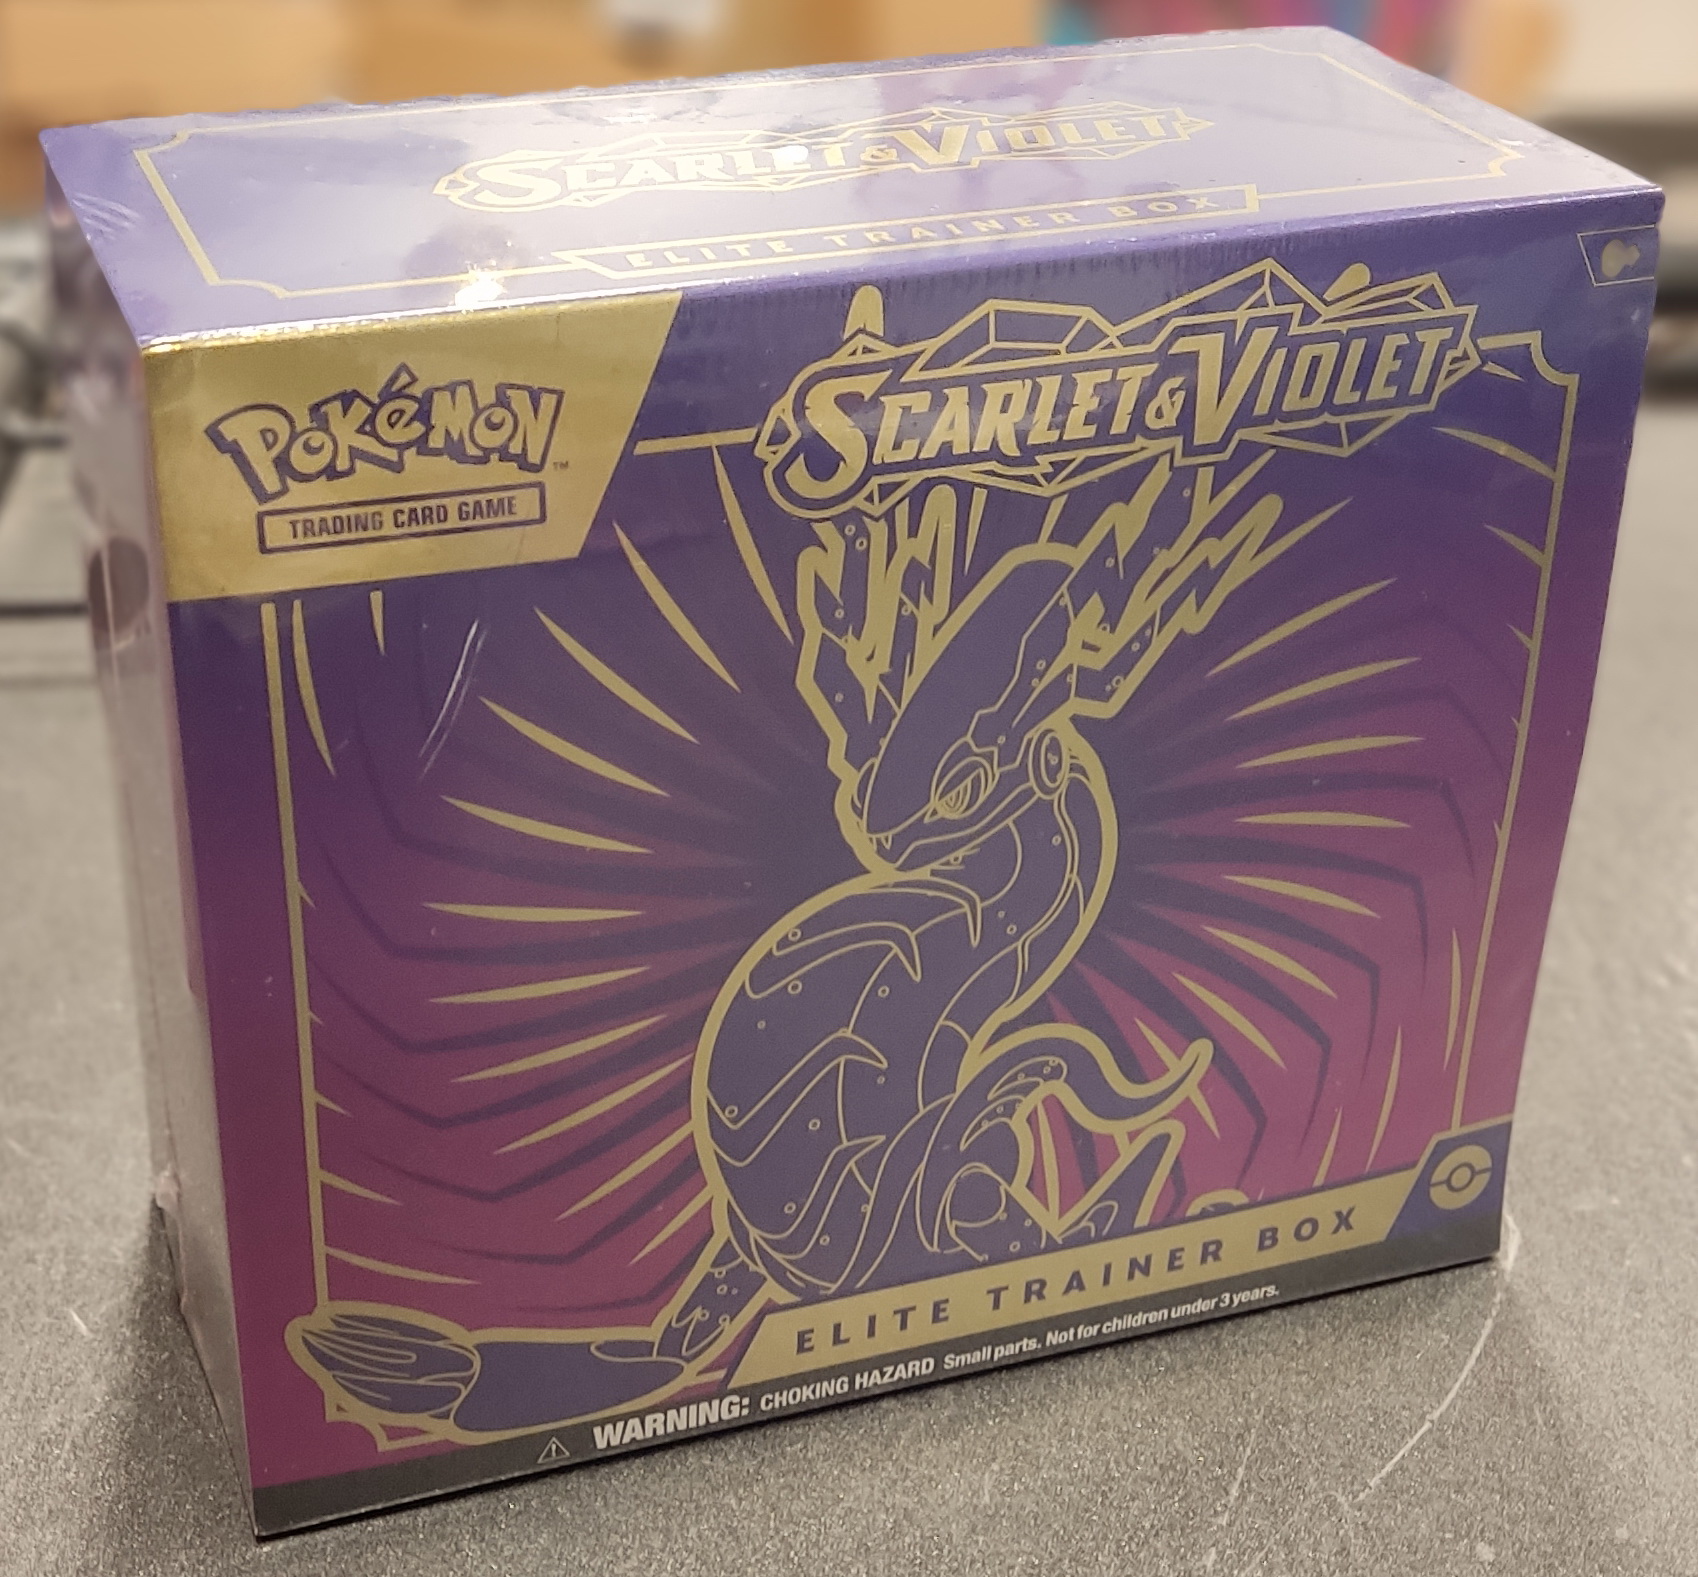 SCARLET & VIOLET
ELITE TRAINER BOX
POKéMON™
TRADING CARD GAME
SCARLET & VIOLET
ELITE TRAINER BOX
WARNING: CHOKING HAZARD Small parts. Not for children under 3 years.